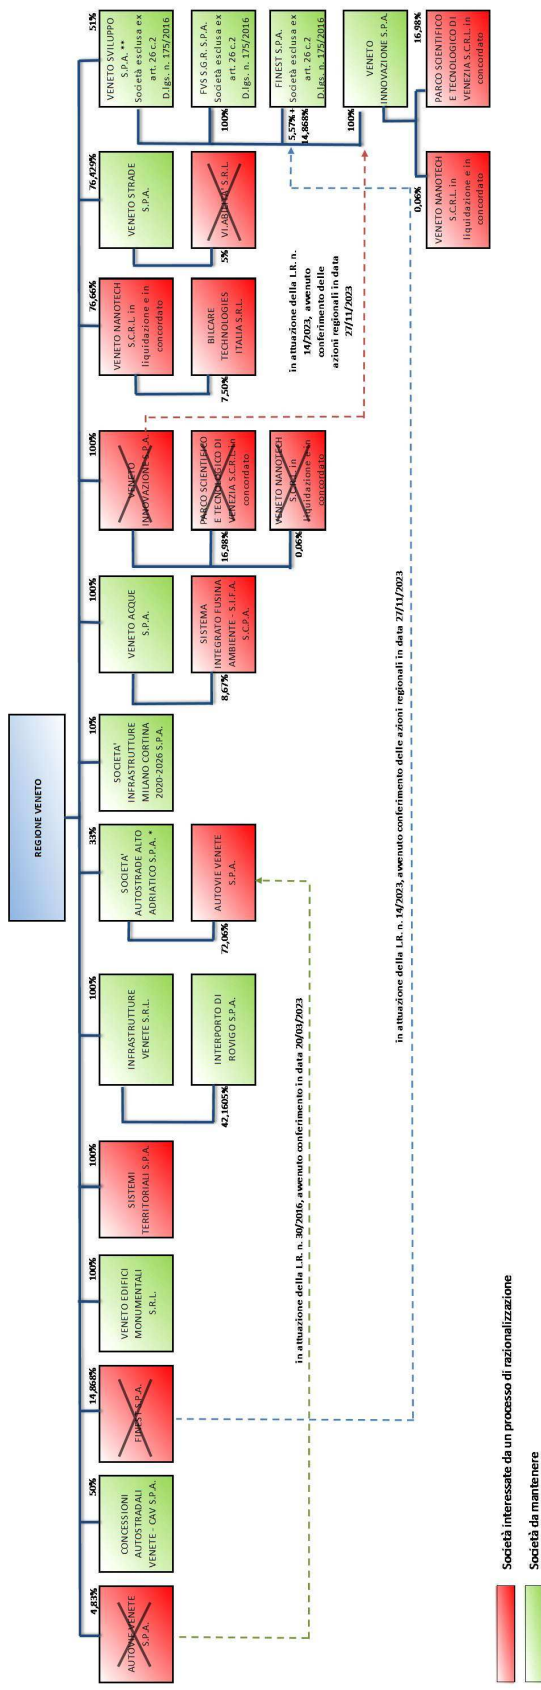 REGIONE VENETO
4,83%
AUTOVIE VENETE
S.P.A.
50%
CONCESSIONI
AUTOSTRADALI
VENETE - CAV S.P.A.
14,868%
FINEST S.P.A.
100%
VENETO EDIFICI
MONUMENTALI
S.R.L.
100%
SISTEMI
TERRITORIALI S.P.A.
100%
INFRASTRUTTURE
VENETE S.R.L.
42,1605%
INTERPORTO DI
ROVIGO S.P.A.
33%
SOCIETA'
AUTOSTRADE ALTO
ADRIATICO S.P.A. *
72,06%
AUTOVIE VENETE
S.P.A.
10%
SOCIETA'
INFRASTRUTTURE
MILANO CORTINA
2020-2026 S.P.A.
100%
VENETO ACQUE
S.P.A.
8,67%
SISTEMA
INTEGRATO FUSINA
AMBIENTE - S.I.F.A.
S.C.P.A.
100%
VENETO
INNOVAZIONE S.P.A.
16,98%
PARCO SCIENTIFICO
E TECNOLOGICO DI
VENEZIA S.C.R.L. in
concordato
0,06%
VENETO NANOTECH
S.C.R.L. in
liquidazione e in
concordato
76,66%
VENETO NANOTECH
S.C.R.L. in
liquidazione e in
concordato
7,50%
BILCARE
TECHNOLOGIES
ITALIA S.R.L.
76,429%
VENETO STRADE
S.P.A.
5%
VI.ABILITA' S.R.L.
51%
VENETO SVILUPPO
S.P.A. **
Società esclusa ex
art. 26 c.2
D.lgs. n. 175/2016
100%
FVS S.G.R. S.P.A.
Società esclusa ex
art. 26 c.2
D.lgs. n. 175/2016
5,57% +
14,868%
FINEST S.P.A.
Società esclusa ex
art. 26 c.2
D.lgs. n. 175/2016
100%
VENETO
INNOVAZIONE S.P.A.
0,06%
VENETO NANOTECH
S.C.R.L. in
liquidazione e in
concordato
16,98%
PARCO SCIENTIFICO
E TECNOLOGICO DI
VENEZIA S.C.R.L. in
concordato
in attuazione della L.R. n. 30/2016, avvenuto conferimento in data 20/03/2023
in attuazione della L.R. n. 14/2023, avvenuto conferimento delle azioni regionali in data 27/11/2023
in attuazione della L.R. n.
14/2023, avvenuto
conferimento delle
azioni regionali in data
27/11/2023
Società interessate da un processo di razionalizzazione
Società da mantenere